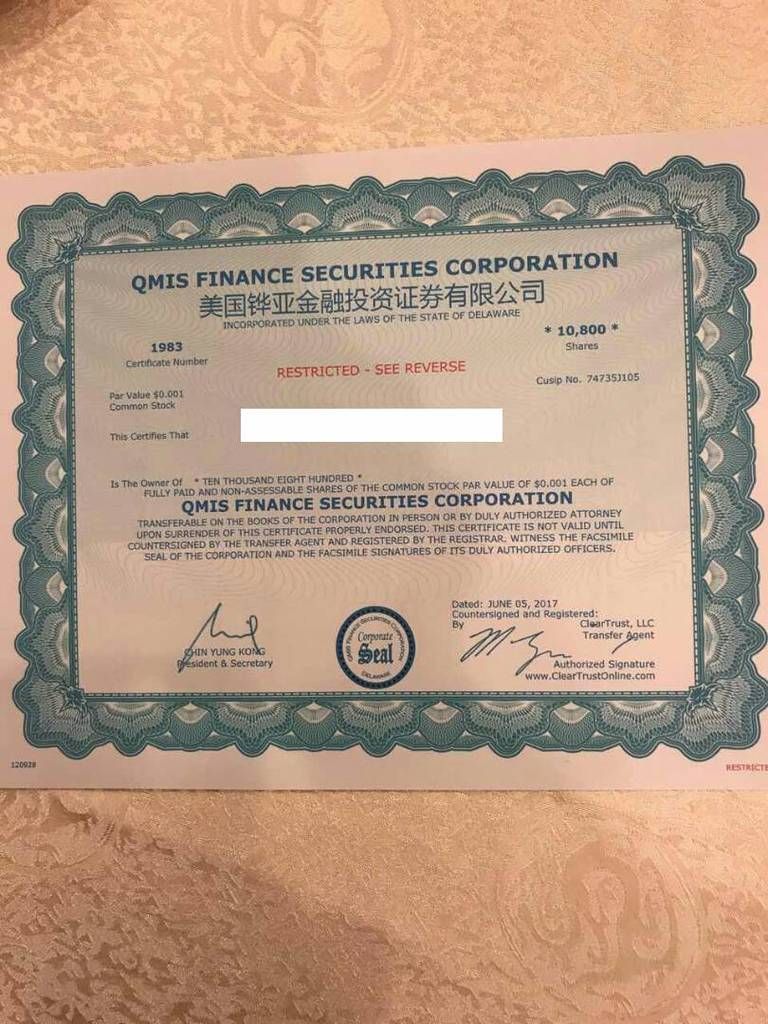 QMIS FINANCE SECURITIES CORPORATION
美国铧亚金融投资证券有限公司
INCORPORATED UNDER THE LAWS OF THE STATE OF DELAWARE
1983
Certificate Number
* 10,800 *
Shares
RESTRICTED - SEE REVERSE
Cusip No. 74735J105
Par Value $0.001
Common Stock
This Certifies That
Is The Owner Of * TEN THOUSAND EIGHT HUNDRED *
FULLY PAID AND NON-ASSESSABLE SHARES OF THE COMMON STOCK PAR VALUE OF $0.001 EACH OF
QMIS FINANCE SECURITIES CORPORATION
TRANSFERABLE ON THE BOOKS OF THE CORPORATION IN PERSON OR BY DULY AUTHORIZED ATTORNEY
UPON SURRENDER OF THIS CERTIFICATE PROPERLY ENDORSED. THIS CERTIFICATE IS NOT VALID UNTIL
COUNTERSIGNED BY THE TRANSFER AGENT AND REGISTERED BY THE REGISTRAR. WITNESS THE FACSIMILE
SEAL OF THE CORPORATION AND THE FACSIMILE SIGNATURES OF ITS DULY AUTHORIZED OFFICERS.
CHIN YUNG KONG
President & Secretary
QMIS FINANCE SECURITIES CORPORATION
Corporate
Seal
DELAWARE
Dated: JUNE 05, 2017
Countersigned and Registered:
By ClearTrust, LLC
Transfer Agent
Authorized Signature
www.ClearTrustOnline.com
120928
RESTRICTE